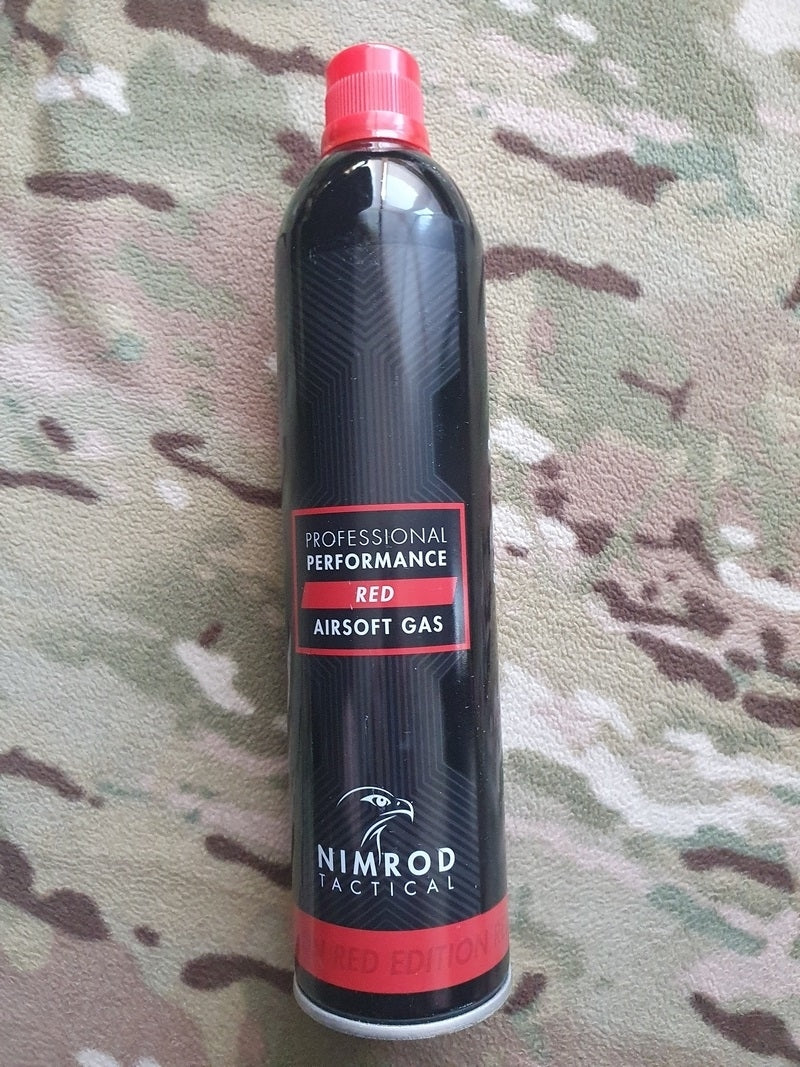 PROFESSIONAL
PERFORMANCE
RED
AIRSOFT GAS
NIMROD
TACTICAL
RED EDITION